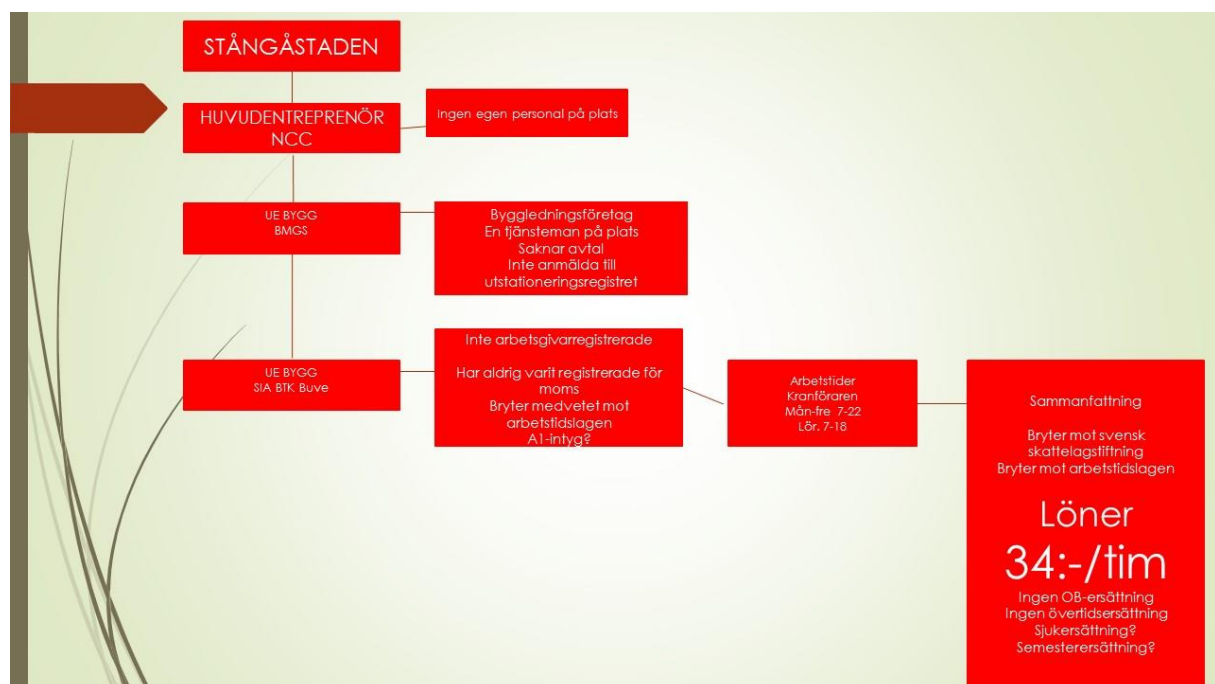 STÅNGÅSTADEN
HUVUDENTREPRENÖR
NCC
Ingen egen personal på plats
UE BYGG
BMGS
Byggledningsföretag
En tjänsteman på plats
Saknar avtal
Inte anmälda till
utstationeringsregistret
UE BYGG
SIA BTK Buve
Inte arbetsgivarregistrerade
Har aldrig varit registrerade för
moms
Bryter medvetet mot
arbetstidslagen
A1-intyg?
Arbetstider
Kranföraren
Mån-fre 7-22
Lör. 7-18
Sammanfattning
Bryter mot svensk
skattelagstiftning
Bryter mot arbetstidslagen
Löner
34:-/tim
Ingen OB-ersättning
Ingen övertidsersättning
Sjukersättning?
Semesterersättning?